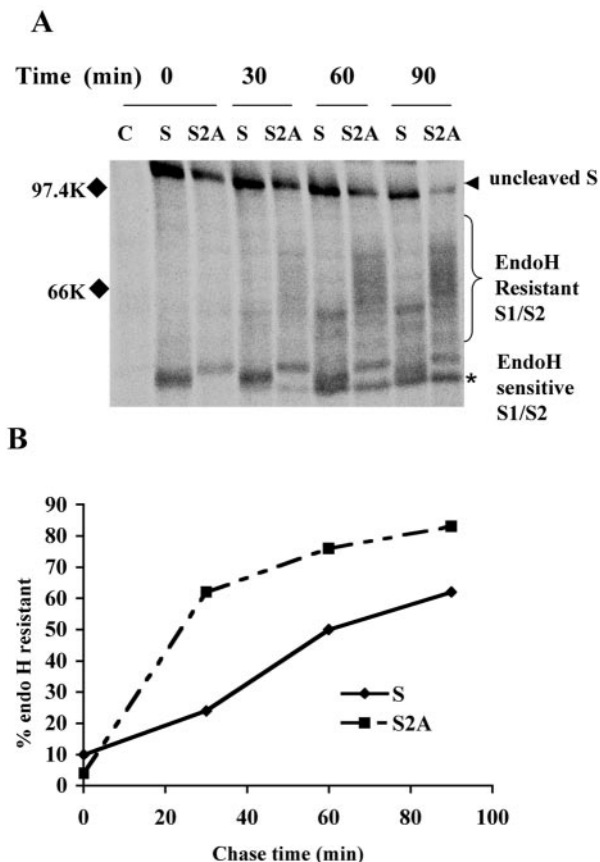 A
Time (min) 0 30 60 90
C S S2A S S2A S S2A S S2A
97.4K
uncleaved S
66K
EndoH
Resistant
S1/S2
EndoH
* sensitive
S1/S2
B
90
80
70
60
50
40
30
20
10
0
% endo H resistant
S
S2A
0 20 40 60 80 100
Chase time (min)